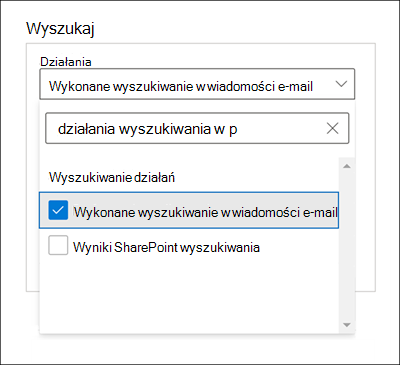 Wyszukaj
Działania
Wykonane wyszukiwanie w wiadomości e-mail
działania wyszukiwania w p
Wyszukiwanie działań
Wykonane wyszukiwanie w wiadomości e-mail
Wyniki SharePoint wyszukiwania